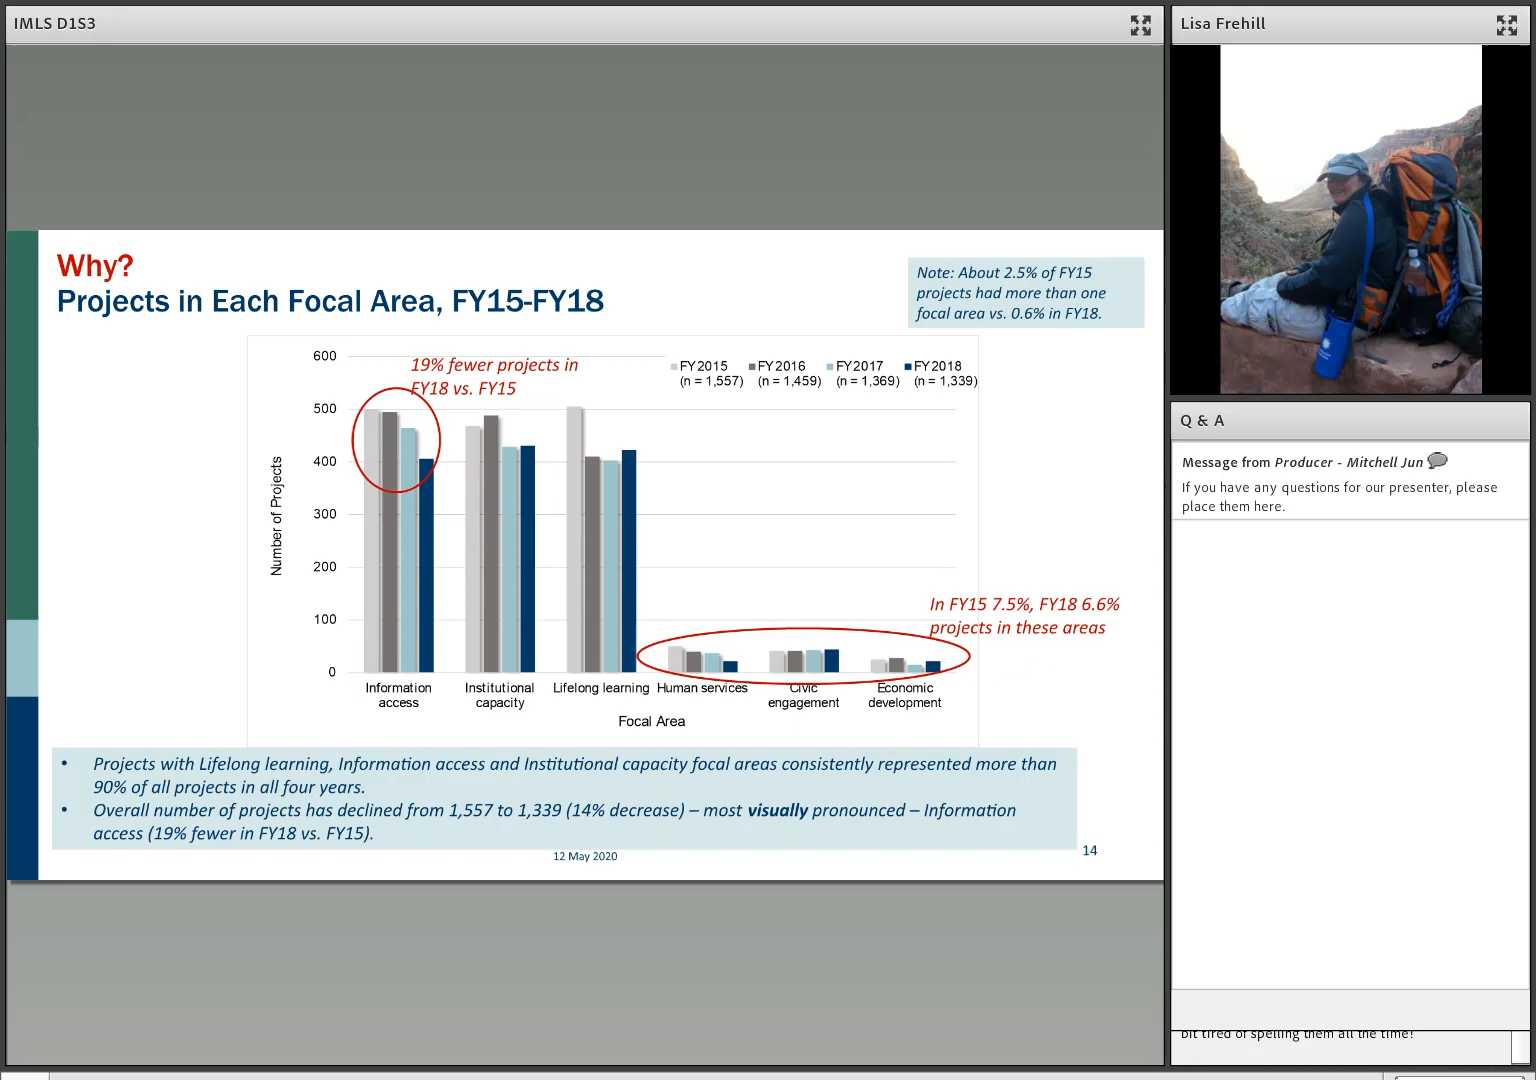 IMLS D1S3
Lisa Frehill
Why?
Projects in Each Focal Area, FY15-FY18
Note: About 2.5% of FY15
projects had more than one
focal area vs. 0.6% in FY18.
19% fewer projects in
FY18 vs. FY15
FY2015
(n = 1,557)
FY2016
(n = 1,459)
FY2017
(n = 1,369)
FY2018
(n = 1,339)
600
500
400
300
200
100
0
Number of Projects
In FY15 7.5%, FY18 6.6%
projects in these areas
Information
access
Institutional
capacity
Lifelong learning
Human services
Civic
engagement
Economic
development
Focal Area
• Projects with Lifelong learning, Information access and Institutional capacity focal areas consistently represented more than
90% of all projects in all four years.
• Overall number of projects has declined from 1,557 to 1,339 (14% decrease) – most visually pronounced – Information
access (19% fewer in FY18 vs. FY15).
12 May 2020
14
Q & A
Message from Producer - Mitchell Jun
If you have any questions for our presenter, please
place them here.
bit tired of spelling them all the time!